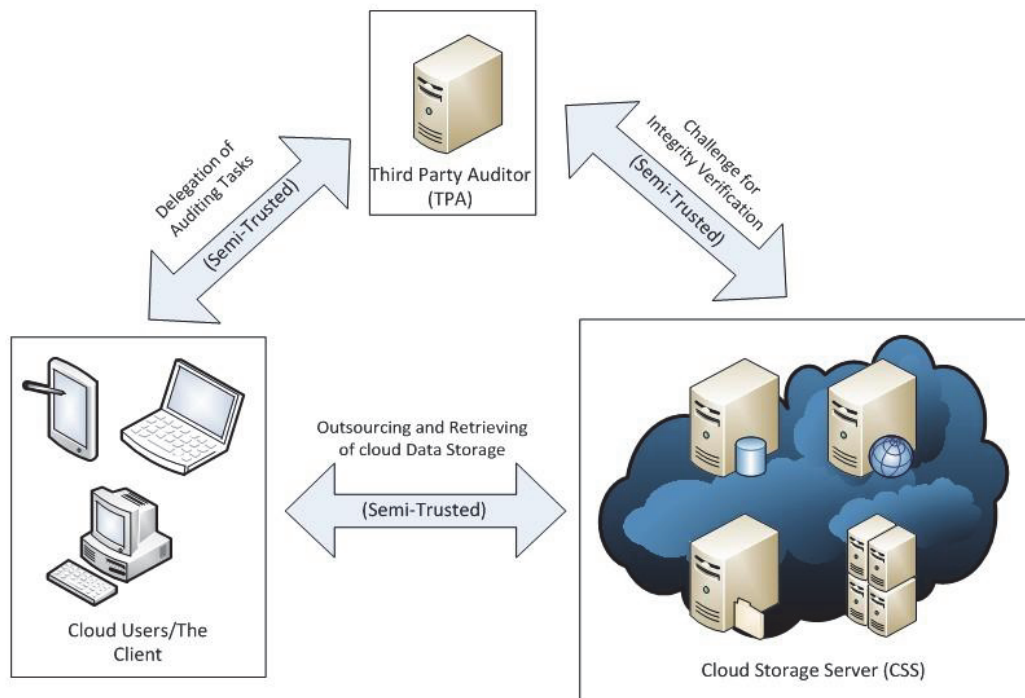 Third Party Auditor
(TPA)
Delegation of
Auditing Tasks
(Semi-Trusted)
Challenge for
Integrity Verification
(Semi-Trusted)
Outsourcing and Retrieving
of cloud Data Storage
(Semi-Trusted)
Cloud Users/The
Client
Cloud Storage Server (CSS)